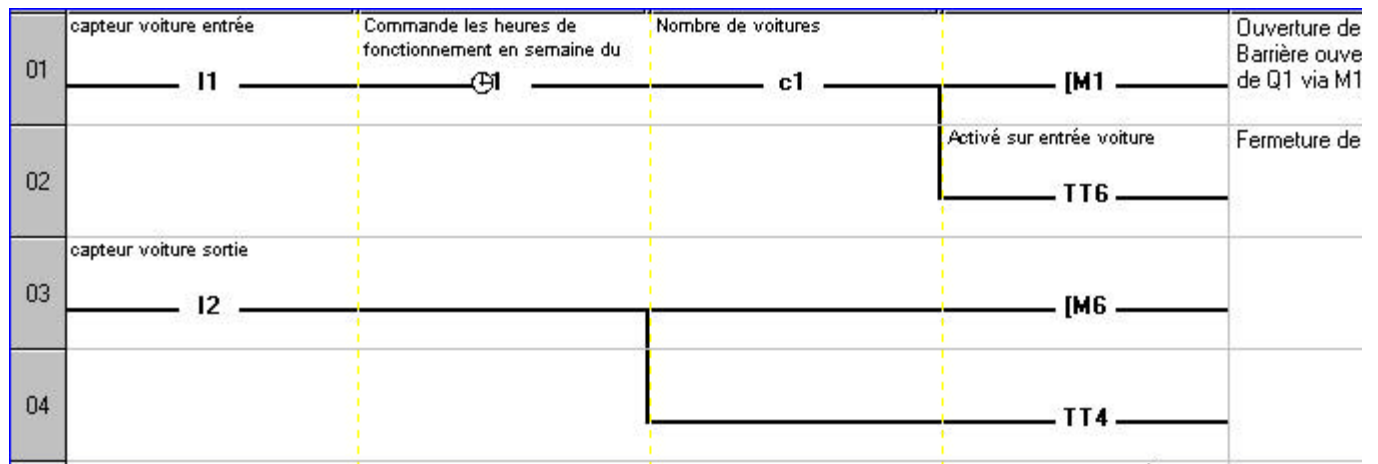 capteur voiture entrée
Commande les heures de
fonctionnement en semaine du
Nombre de voitures
Ouverture de
Barrière ouve
de Q1 via M1
01
I1
1
c1
[M1
Activé sur entrée voiture
Fermeture de
02
TT6
capteur voiture sortie
03
I2
[M6
04
TT4